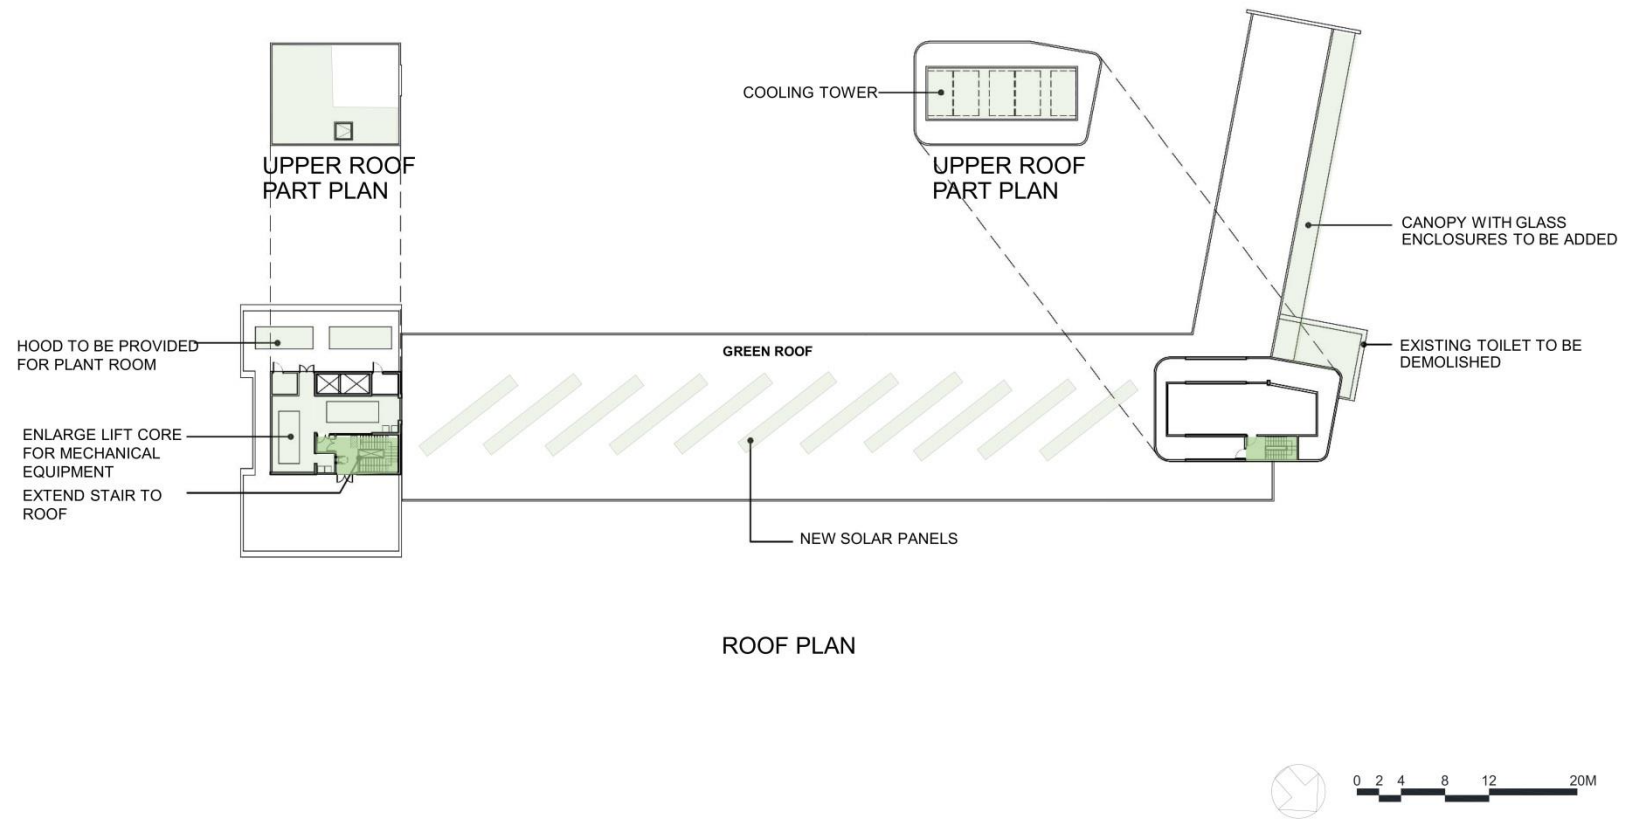 COOLING TOWER
UPPER ROOF
PART PLAN
UPPER ROOF
PART PLAN
CANOPY WITH GLASS
ENCLOSURES TO BE ADDED
HOOD TO BE PROVIDED
FOR PLANT ROOM
GREEN ROOF
EXISTING TOILET TO BE
DEMOLISHED
ENLARGE LIFT CORE
FOR MECHANICAL
EQUIPMENT
EXTEND STAIR TO
ROOF
NEW SOLAR PANELS
ROOF PLAN
0 2 4 8 12 20M